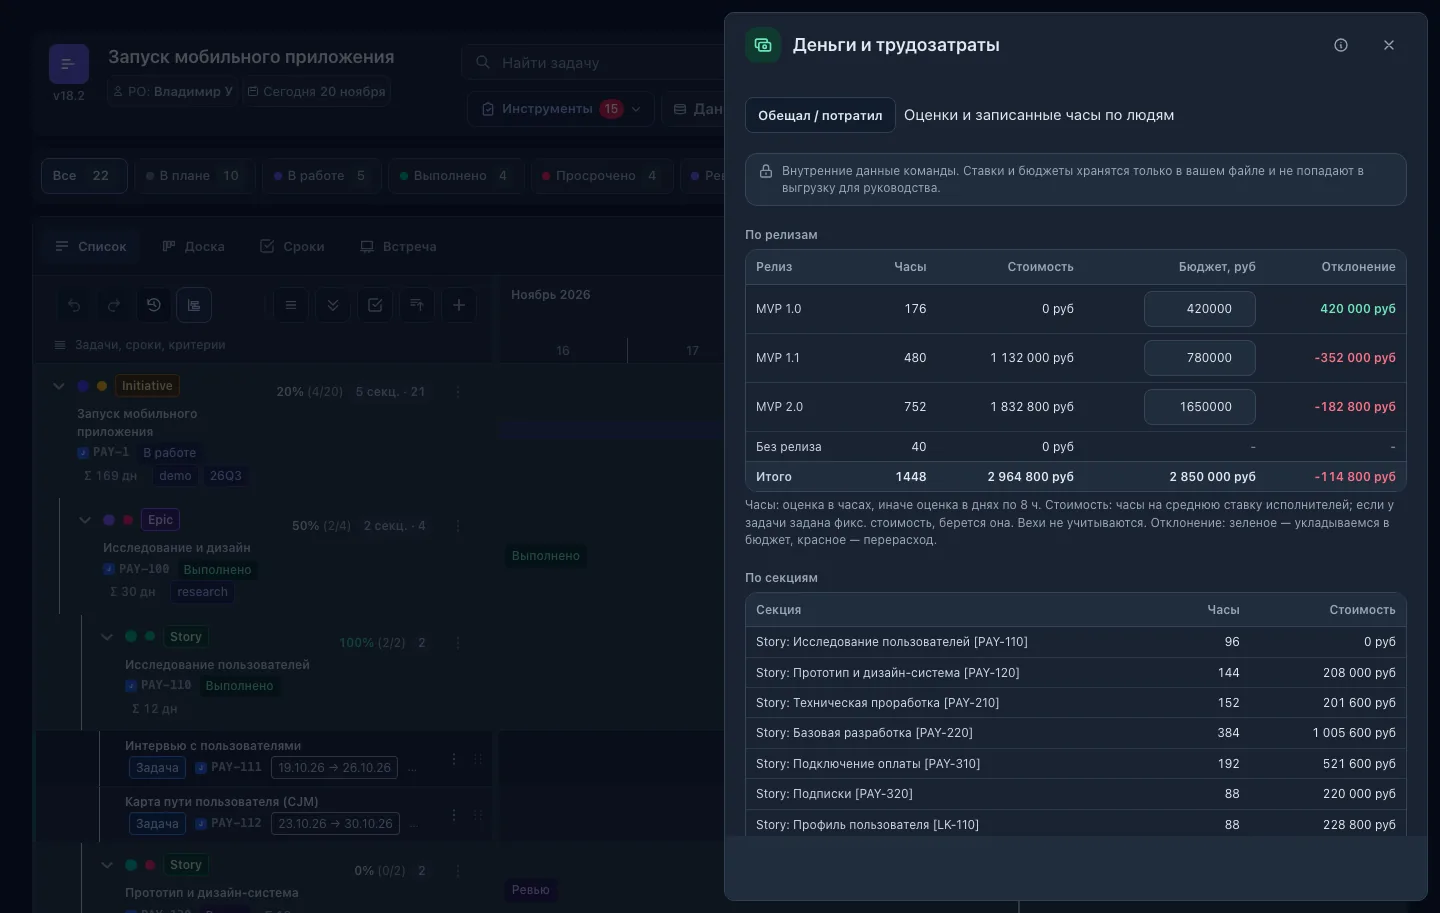 Запуск мобильного приложения
v18.2
PO: Владимир У
Сегодня 20 ноября
Найти задачу
Инструменты 15
Дан
Все 22
В плане 10
В работе 5
Выполнено 4
Просрочено 4
Рев
Список
Доска
Сроки
Встреча
Задачи, сроки, критерии
Ноябрь 2026
16
17
Initiative
20% (4/20) 5 секц. · 21
Запуск мобильного
приложения
PAY-1 В работе
Σ 169 дн demo 26Q3
Epic
50% (2/4) 2 секц. · 4
Исследование и дизайн
PAY-100 Выполнено
Σ 30 дн research
Выполнено
Story
100% (2/2) 2
Исследование пользователей
PAY-110 Выполнено
Σ 12 дн
Интервью с пользователями
Задача PAY-111 19.10.26 → 26.10.26 ...
Карта пути пользователя (CJM)
Задача PAY-112 23.10.26 → 30.10.26 ...
Story
0% (0/2) 2
Прототип и дизайн-система
Ревью
Деньги и трудозатраты
Обещал / потратил
Оценки и записанные часы по людям
Внутренние данные команды. Ставки и бюджеты хранятся только в вашем файле и не попадают в
выгрузку для руководства.
По релизам
Релиз Часы Стоимость Бюджет, руб Отклонение
MVP 1.0 176 0 руб 420000 420 000 руб
MVP 1.1 480 1 132 000 руб 780000 -352 000 руб
MVP 2.0 752 1 832 800 руб 1650000 -182 800 руб
Без релиза 40 0 руб - -
Итого 1448 2 964 800 руб 2 850 000 руб -114 800 руб
Часы: оценка в часах, иначе оценка в днях по 8 ч. Стоимость: часы на среднюю ставку исполнителей; если у
задачи задана фикс. стоимость, берется она. Вехи не учитываются. Отклонение: зеленое — укладываемся в
бюджет, красное — перерасход.
По секциям
Секция Часы Стоимость
Story: Исследование пользователей [PAY-110] 96 0 руб
Story: Прототип и дизайн-система [PAY-120] 144 208 000 руб
Story: Техническая проработка [PAY-210] 152 201 600 руб
Story: Базовая разработка [PAY-220] 384 1 005 600 руб
Story: Подключение оплаты [PAY-310] 192 521 600 руб
Story: Подписки [PAY-320] 88 220 000 руб
Story: Профиль пользователя [LK-110] 88 228 800 руб